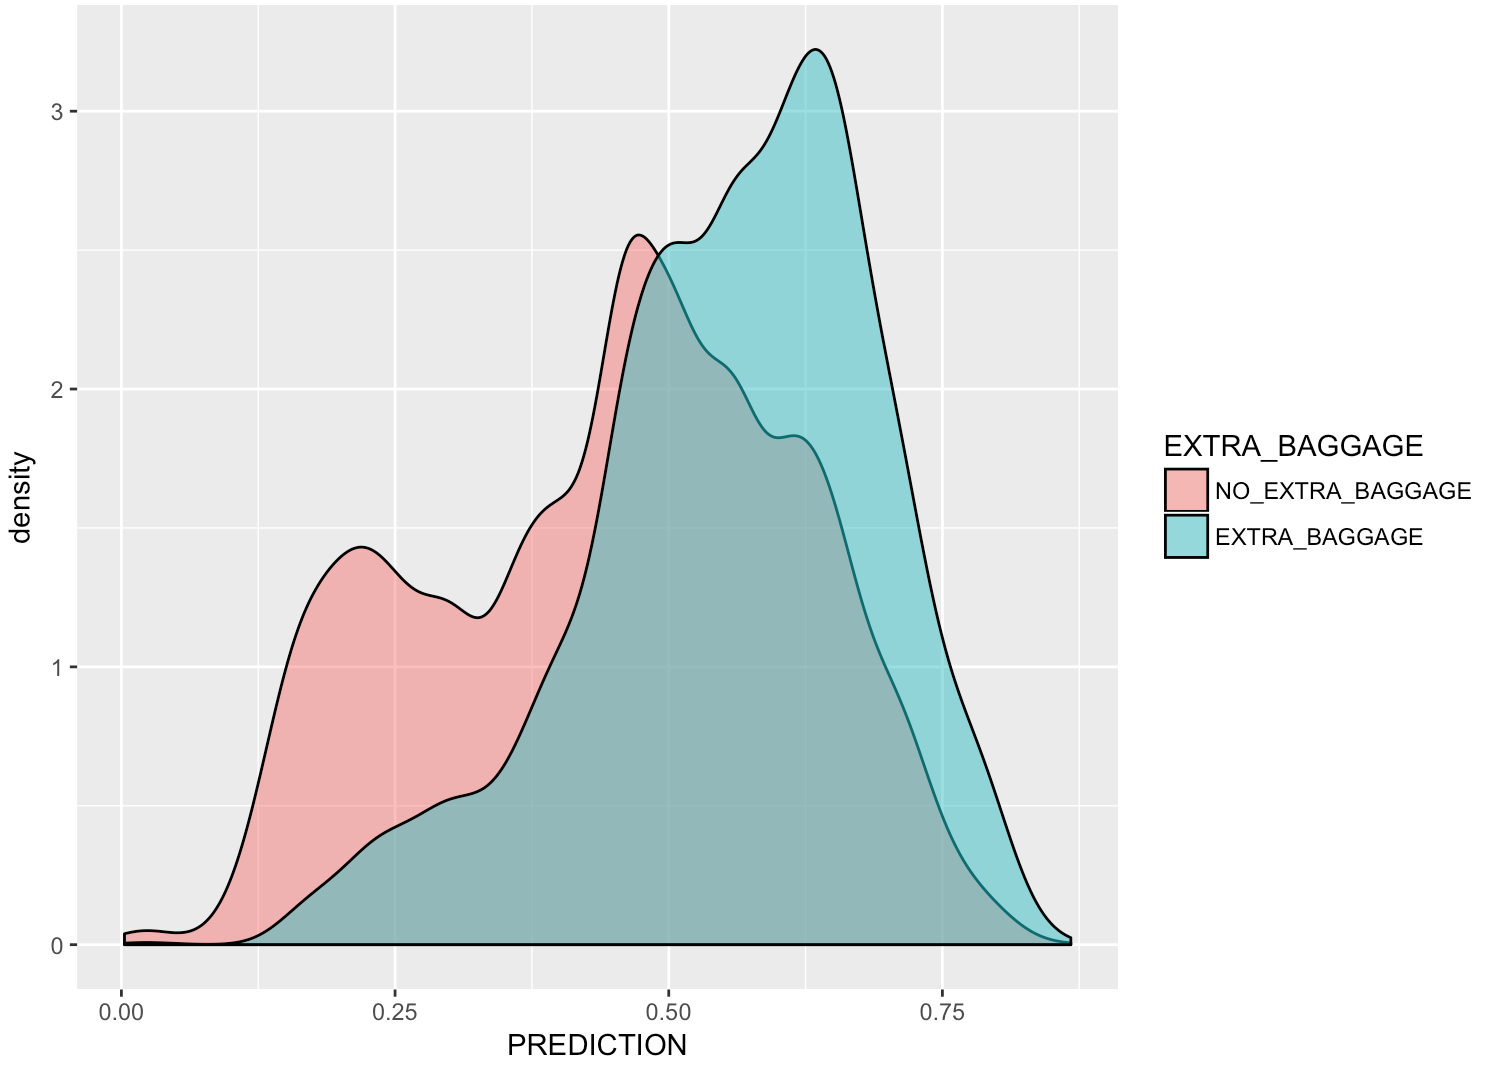 3
2
1
0
density
0.00 0.25 0.50 0.75
PREDICTION
EXTRA_BAGGAGE
NO_EXTRA_BAGGAGE
EXTRA_BAGGAGE